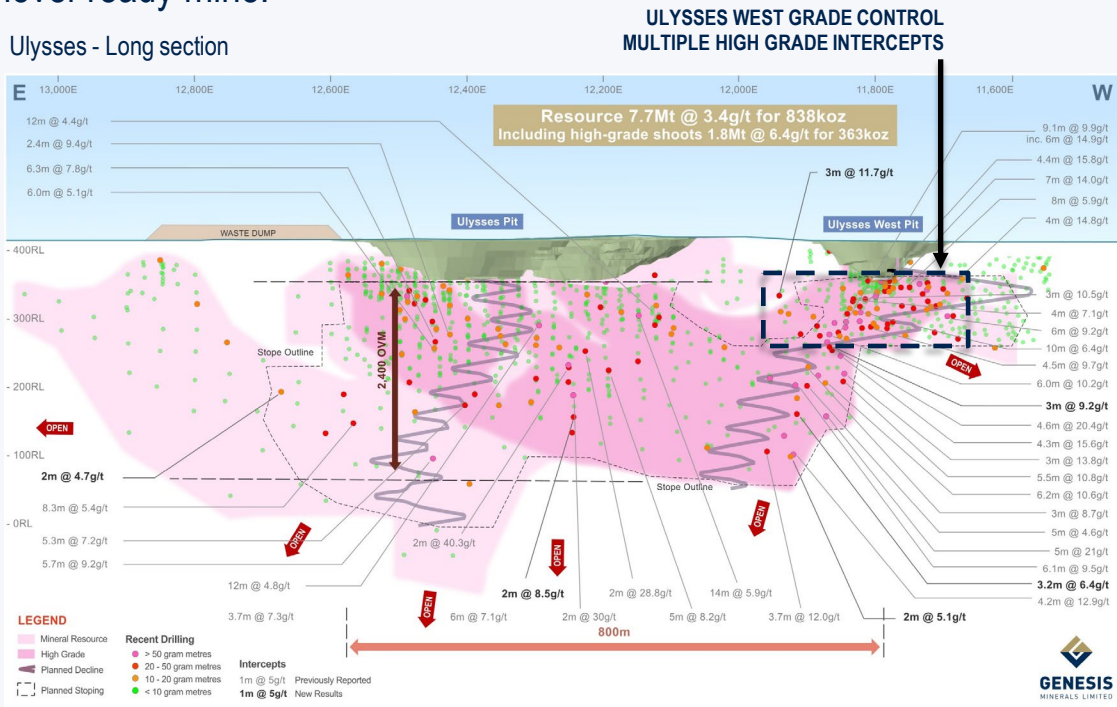 level ready mine.
ULYSSES WEST GRADE CONTROL
MULTIPLE HIGH GRADE INTERCEPTS
Ulysses - Long section
E
13,000E
12,800E
12,600E
12,400E
12,200E
12,000E
11,800E
11,600E
W
Resource 7.7Mt @ 3.4g/t for 838koz
Including high-grade shoots 1.8Mt @ 6.4g/t for 363koz
12m @ 4.4g/t
2.4m @ 9.4g/t
6.3m @ 7.8g/t
6.0m @ 5.1g/t
3m @ 11.7g/t
9.1m @ 9.9g/t
inc. 6m @ 14.9g/t
4.4m @ 15.8g/t
7m @ 14.0g/t
8m @ 5.9g/t
4m @ 14.8g/t
WASTE DUMP
Ulysses Pit
Ulysses West Pit
- 400RL
- 300RL
- 200RL
- 100RL
- 0RL
Stope Outline
2,400 OVM
Stope Outline
3m @ 10.5g/t
4m @ 7.1g/t
6m @ 9.2g/t
10m @ 6.4g/t
4.5m @ 9.7g/t
6.0m @ 10.2g/t
3m @ 9.2g/t
4.6m @ 20.4g/t
4.3m @ 15.6g/t
3m @ 13.8g/t
5.5m @ 10.8g/t
6.2m @ 10.6g/t
3m @ 8.7g/t
5m @ 4.6g/t
5m @ 21g/t
6.1m @ 9.5g/t
3.2m @ 6.4g/t
4.2m @ 12.9g/t
OPEN
OPEN
OPEN
OPEN
OPEN
OPEN
2m @ 4.7g/t
8.3m @ 5.4g/t
5.3m @ 7.2g/t
5.7m @ 9.2g/t
2m @ 40.3g/t
12m @ 4.8g/t
2m @ 8.5g/t
2m @ 28.8g/t
14m @ 5.9g/t
3.7m @ 7.3g/t
6m @ 7.1g/t
2m @ 30g/t
5m @ 8.2g/t
3.7m @ 12.0g/t
2m @ 5.1g/t
800m
LEGEND
Mineral Resource
High Grade
Planned Decline
Planned Stoping
Recent Drilling
> 50 gram metres
20 - 50 gram metres
10 - 20 gram metres
< 10 gram metres
Intercepts
1m @ 5g/t Previously Reported
1m @ 5g/t New Results
GENESIS
MINERALS LIMITED